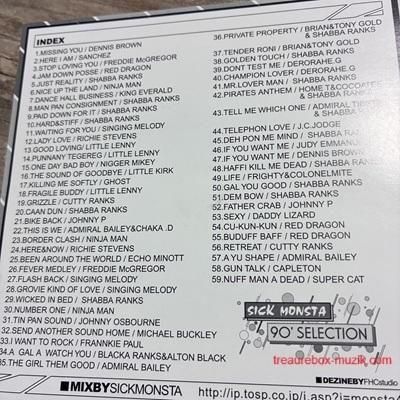 INDEX
1.MISSING YOU / DENNIS BROWN
2.HERE I AM / SANCHEZ
3.STOP LOVING YOU / FREDDIE McGREGOR
4.JAM DOWN POSSE / RED DRAGON
5.JUST REALITY / SHABBA RANKS
6.NICE UP THE LAND / NINJA MAN
7.DANCE HALL BUSINESS / KING EVERALD
8.MAN PAN CONSIGNMENT / SHABBA RANKS
9.PAID DOWN FOR IT / SHABBA RANKS
10.HARD&STIFF / SHABBA RANKS
11.WAITING FOR YOU / SINGING MELODY
12.LADY LOVE / RICHIE STEVENS
13.GOOD LOVING / LITTLE LENNY
14.PUNNANY TEGEREG / LITTLE LENNY
15.ONE DAY BAD BOY / NIGGER MIKEY
16.THE SOUND OF GOODBYE / LITTLE KIRK
17.KILLING ME SOFTLY / GHOST
18.FRAGILE BUDDY / LITTLE LENNY
19.GRIZZLE / CUTTY RANKS
20.CAAN DUN / SHABBA RANKS
21.BIKE BACK / JOHNNY P
22.THIS IS WE / ADMIRAL BAILEY&CHAKA .D
23.BORDER CLASH / NINJA MAN
24.HERE&NOW / RICHIE STEVENS
25.BEEN AROUND THE WORLD / ECHO MINOTT
26.FEVER MEDLEY / FREDDIE McGREGOR
27.FLASH BACK / SINGING MELODY
28.GROVIE KIND OF LOVE / SINGING MELODY
29.WICKED IN BED / SHABBA RANKS
30.NUMBER ONE / NINJA MAN
31.TIN PAN SOUND / JOHNNY OSBOURNE
32.SEND ANOTHER SOUND HOME / MICHAEL BUCKLEY
33.I WANT TO ROCK / FRANNKIE PAUL
34.A GAL A WATCH YOU / BLACKA RANKS&ALTON BLACK
35.THE GIRL THEM GOOD / ADMIRAL BAILEY
36.PRIVATE PROPERTY / BRIAN&TONY GOLD
& SHABBA RANKS
37.TENDER RONI / BRIAN&TONY GOLD
38.GOLDEN TOUCH / SHABBA RANKS
39.DONT TEST ME / DERORAHE.G
40.CHAMPION LOVER / DERORAHE.G
41.MR.LOVER MAN / SHABBA RANKS
42.PIRATES ANTHEM / HOME T&COCOATEA
& SHABBA RANKS
43.TELL ME WHICH ONE / ADMIRAL TIBET
& SHABBA RANKS
44.TELEPHON LOVE / J.C.JODGE
45.DEH PON ME MIND / SHABBA RANKS
46.IF YOU WANT ME / JUDY EMMANUEL
47.IF YOU WANT ME / DENNIS BROWN
48.HAFFI KILL ME DEAD / SHABBA RANKS
49.LIFE / FRIGHTY&COLONELMITE
50.GAL YOU GOOD / SHABBA RANKS
51.DEM BOW / SHABBA RANKS
52.FATHER CRAB / JOHNNY P
53.SEXY / DADDY LIZARD
54.CU-KUN-KUN / RED DRAGON
55.BUDUFF BAFF / RED DRAGON
56.RETREAT / CUTTY RANKS
57.A YU SHAPE / ADMIRAL BAILEY
58.GUN TALK / CAPLETON
59.NUFF MAN A DEAD / SUPER CAT
SICK MONSTA
90' SELECTION
treaurebox-muzik.com
MIXBYSICKMONSTA
http://ip.tosp.co.jp/i.asp?i=monsta
DEZINEBYFHCstudio